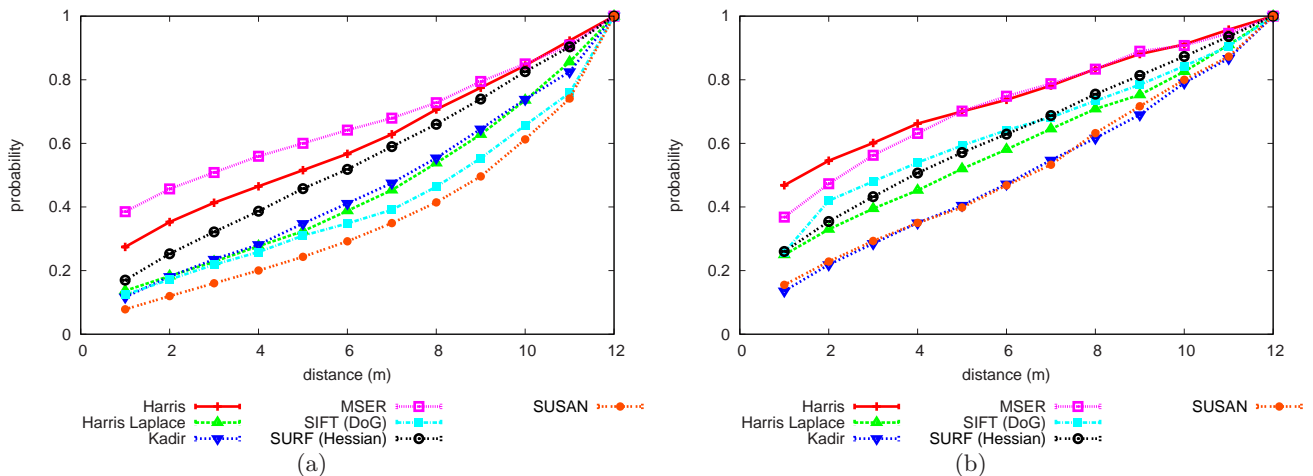 1
0.8
0.6
0.4
0.2
0
probability
0 2 4 6 8 10 12
distance (m)
Harris
Harris Laplace
Kadir
MSER
SIFT (DoG)
SURF (Hessian)
SUSAN
(a)
1
0.8
0.6
0.4
0.2
0
probability
0 2 4 6 8 10 12
distance (m)
Harris
Harris Laplace
Kadir
MSER
SIFT (DoG)
SURF (Hessian)
SUSAN
(b)